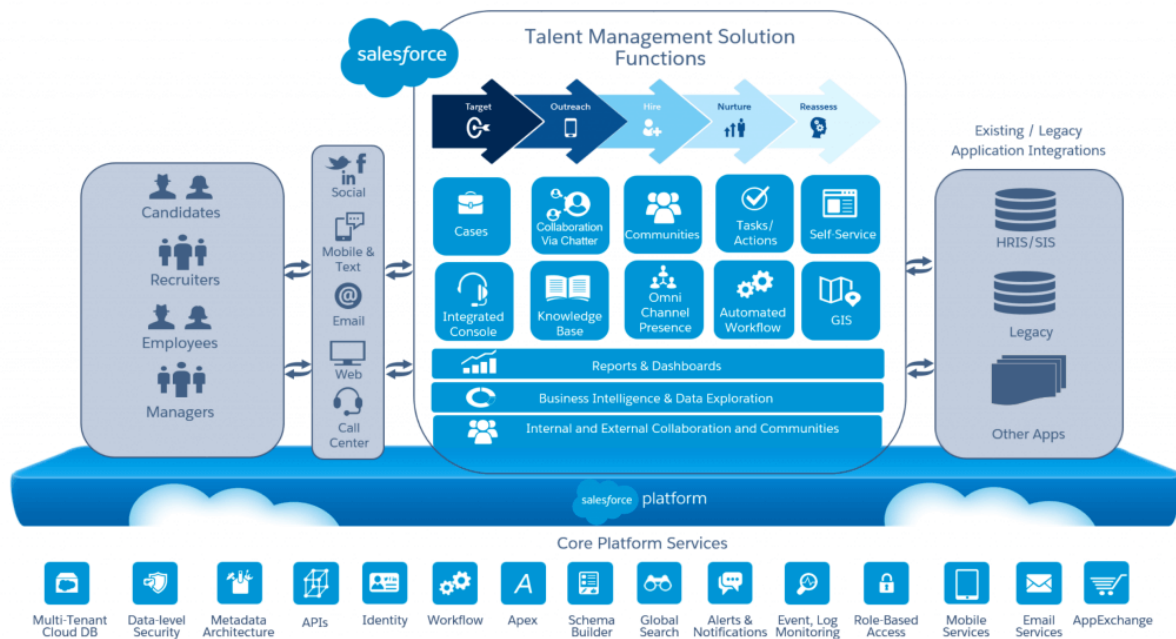 salesforce
Talent Management Solution
Functions
Target
Outreach
Hire
Nurture
Reassess
Candidates
Recruiters
Employees
Managers
in
Social
Mobile &
Text
@
Email
Web
Call
Center
Cases
Collaboration
Via Chatter
Communities
Tasks/
Actions
Self-Service
Integrated
Console
Knowledge
Base
Omni
Channel
Presence
Automated
Workflow
GIS
Reports & Dashboards
Business Intelligence & Data Exploration
Internal and External Collaboration and Communities
Existing / Legacy
Application Integrations
HRIS/SIS
Legacy
Other Apps
salesforce platform
Core Platform Services
Multi-Tenant
Cloud DB
Data-level
Security
Metadata
Architecture
APIs
Identity
Workflow
A
Apex
Schema
Builder
Global
Search
Alerts &
Notifications
Event, Log
Monitoring
Role-Based
Access
Mobile
Services
Email
Services
AppExchange